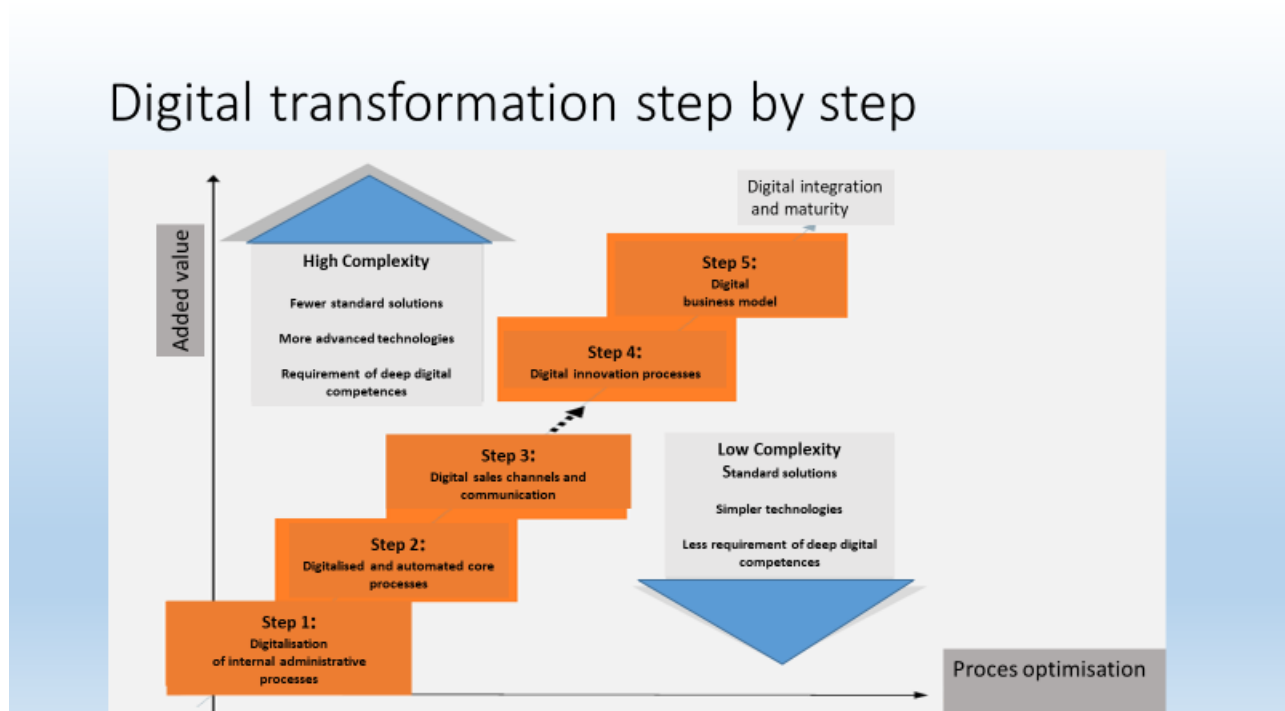 Digital transformation step by step
Added value
High Complexity
Fewer standard solutions
More advanced technologies
Requirement of deep digital
competences
Digital integration
and maturity
Step 5:
Digital
business model
Step 4:
Digital innovation processes
Step 3:
Digital sales channels and
communication
Low Complexity
Standard solutions
Simpler technologies
Less requirement of deep digital
competences
Step 2:
Digitalised and automated core
processes
Step 1:
Digitalisation
of internal administrative
processes
Proces optimisation